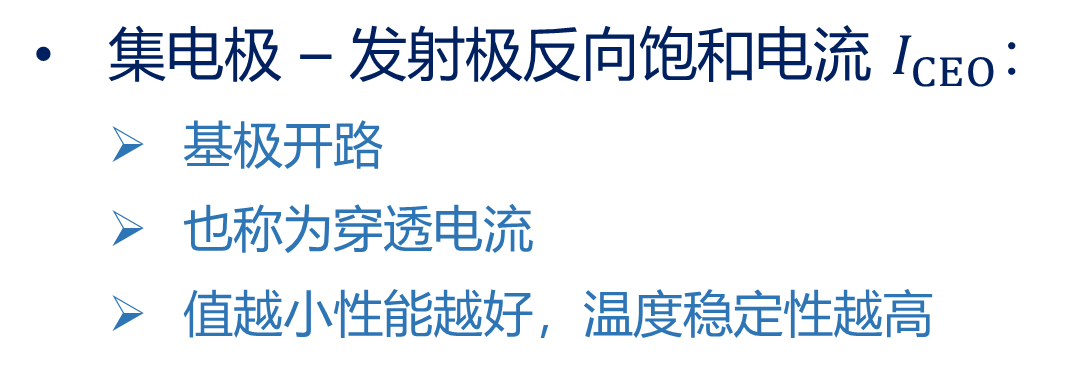 • 集电极 – 发射极反向饱和电流 I_CEO：
➢ 基极开路
➢ 也称为穿透电流
➢ 值越小性能越好，温度稳定性越高